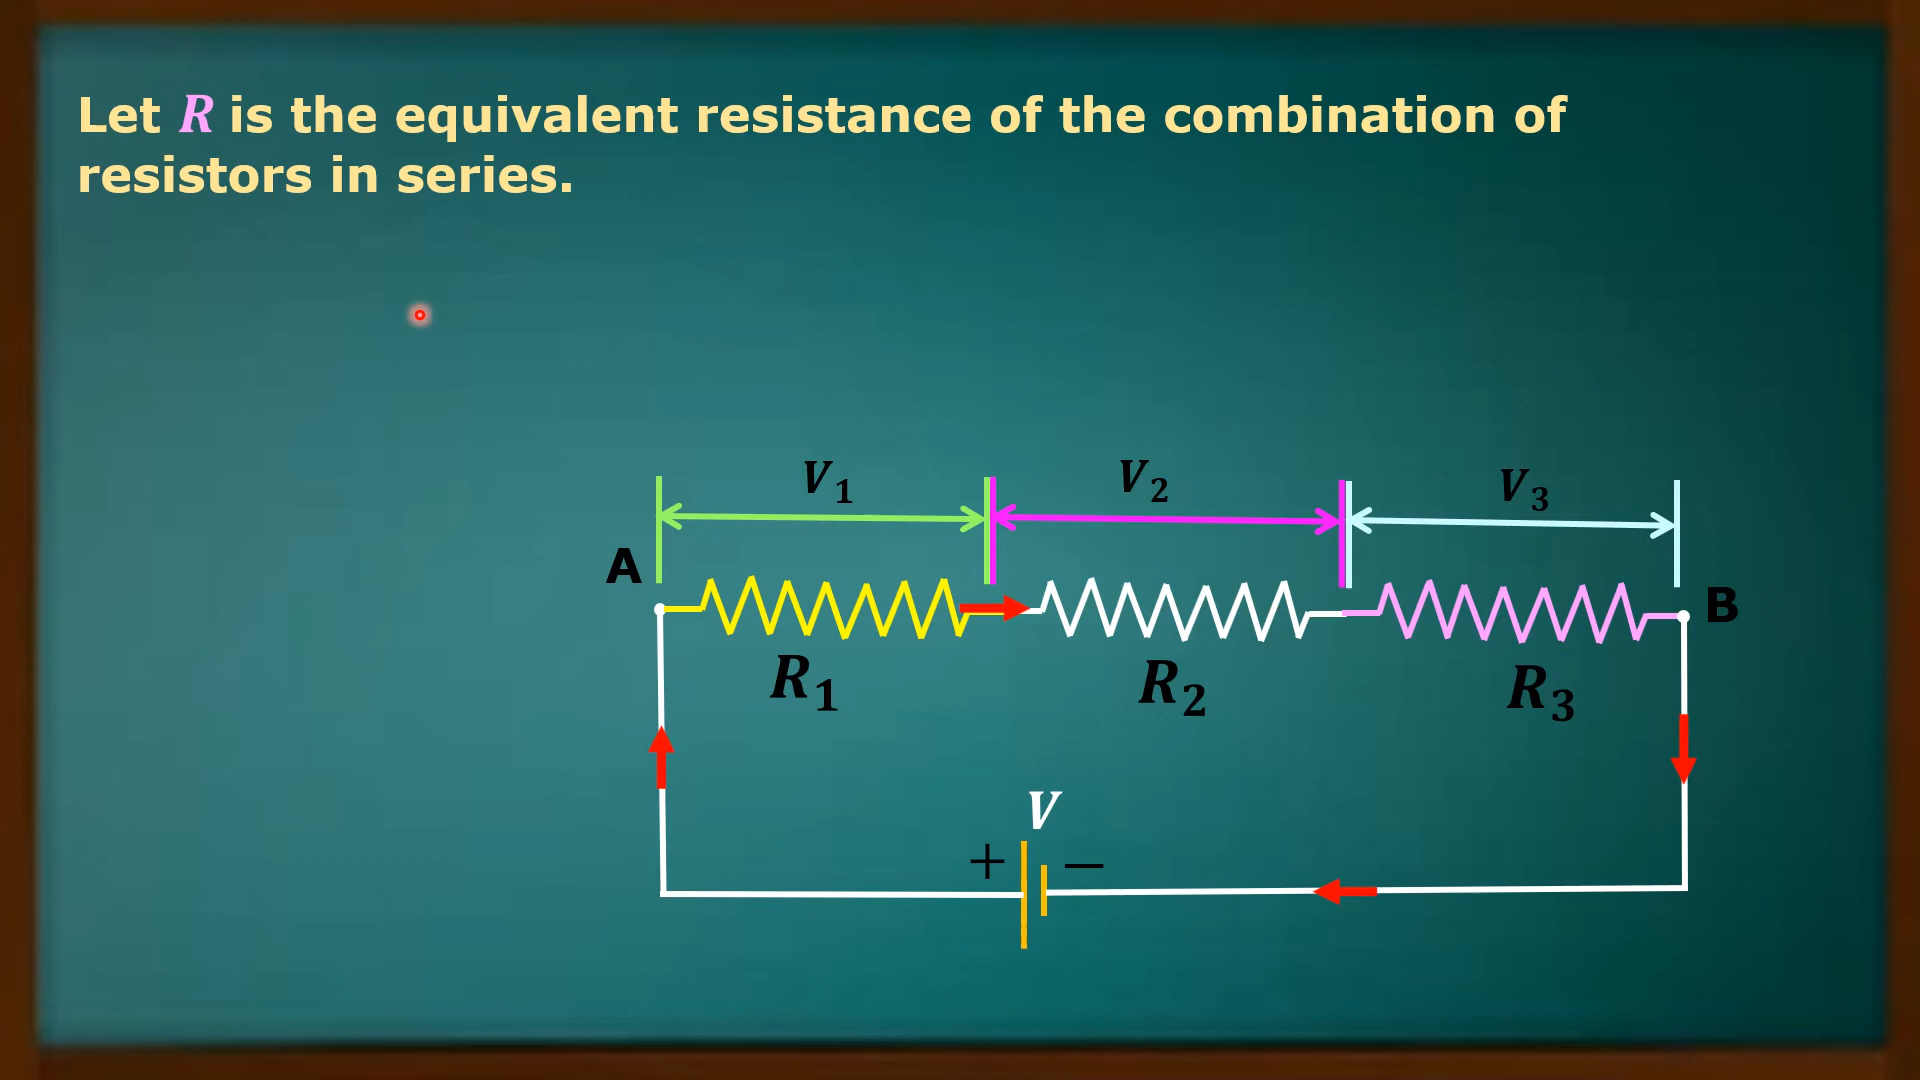 Let R is the equivalent resistance of the combination of
resistors in series.
V₁ V₂ V₃
A
B
R₁ R₂ R₃
V
+ −